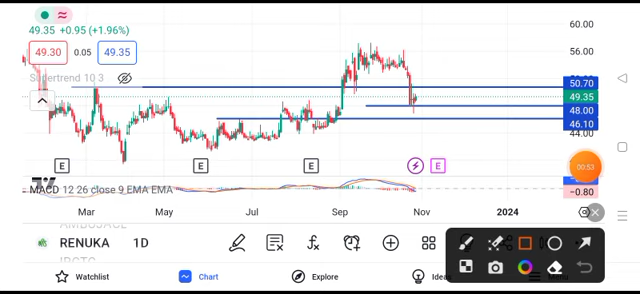 49.35 +0.95 (+1.96%)
60.00
49.30 0.05 49.35
56.00
Supertrend 10 3
50.70
49.35
48.00
46.10
44.00
E E E E
00:53
MACD 12 26 close 9 EMA EMA
−0.80
Mar May Jul Sep Nov 2024
RENUKA 1D
Watchlist Chart Explore Ideas